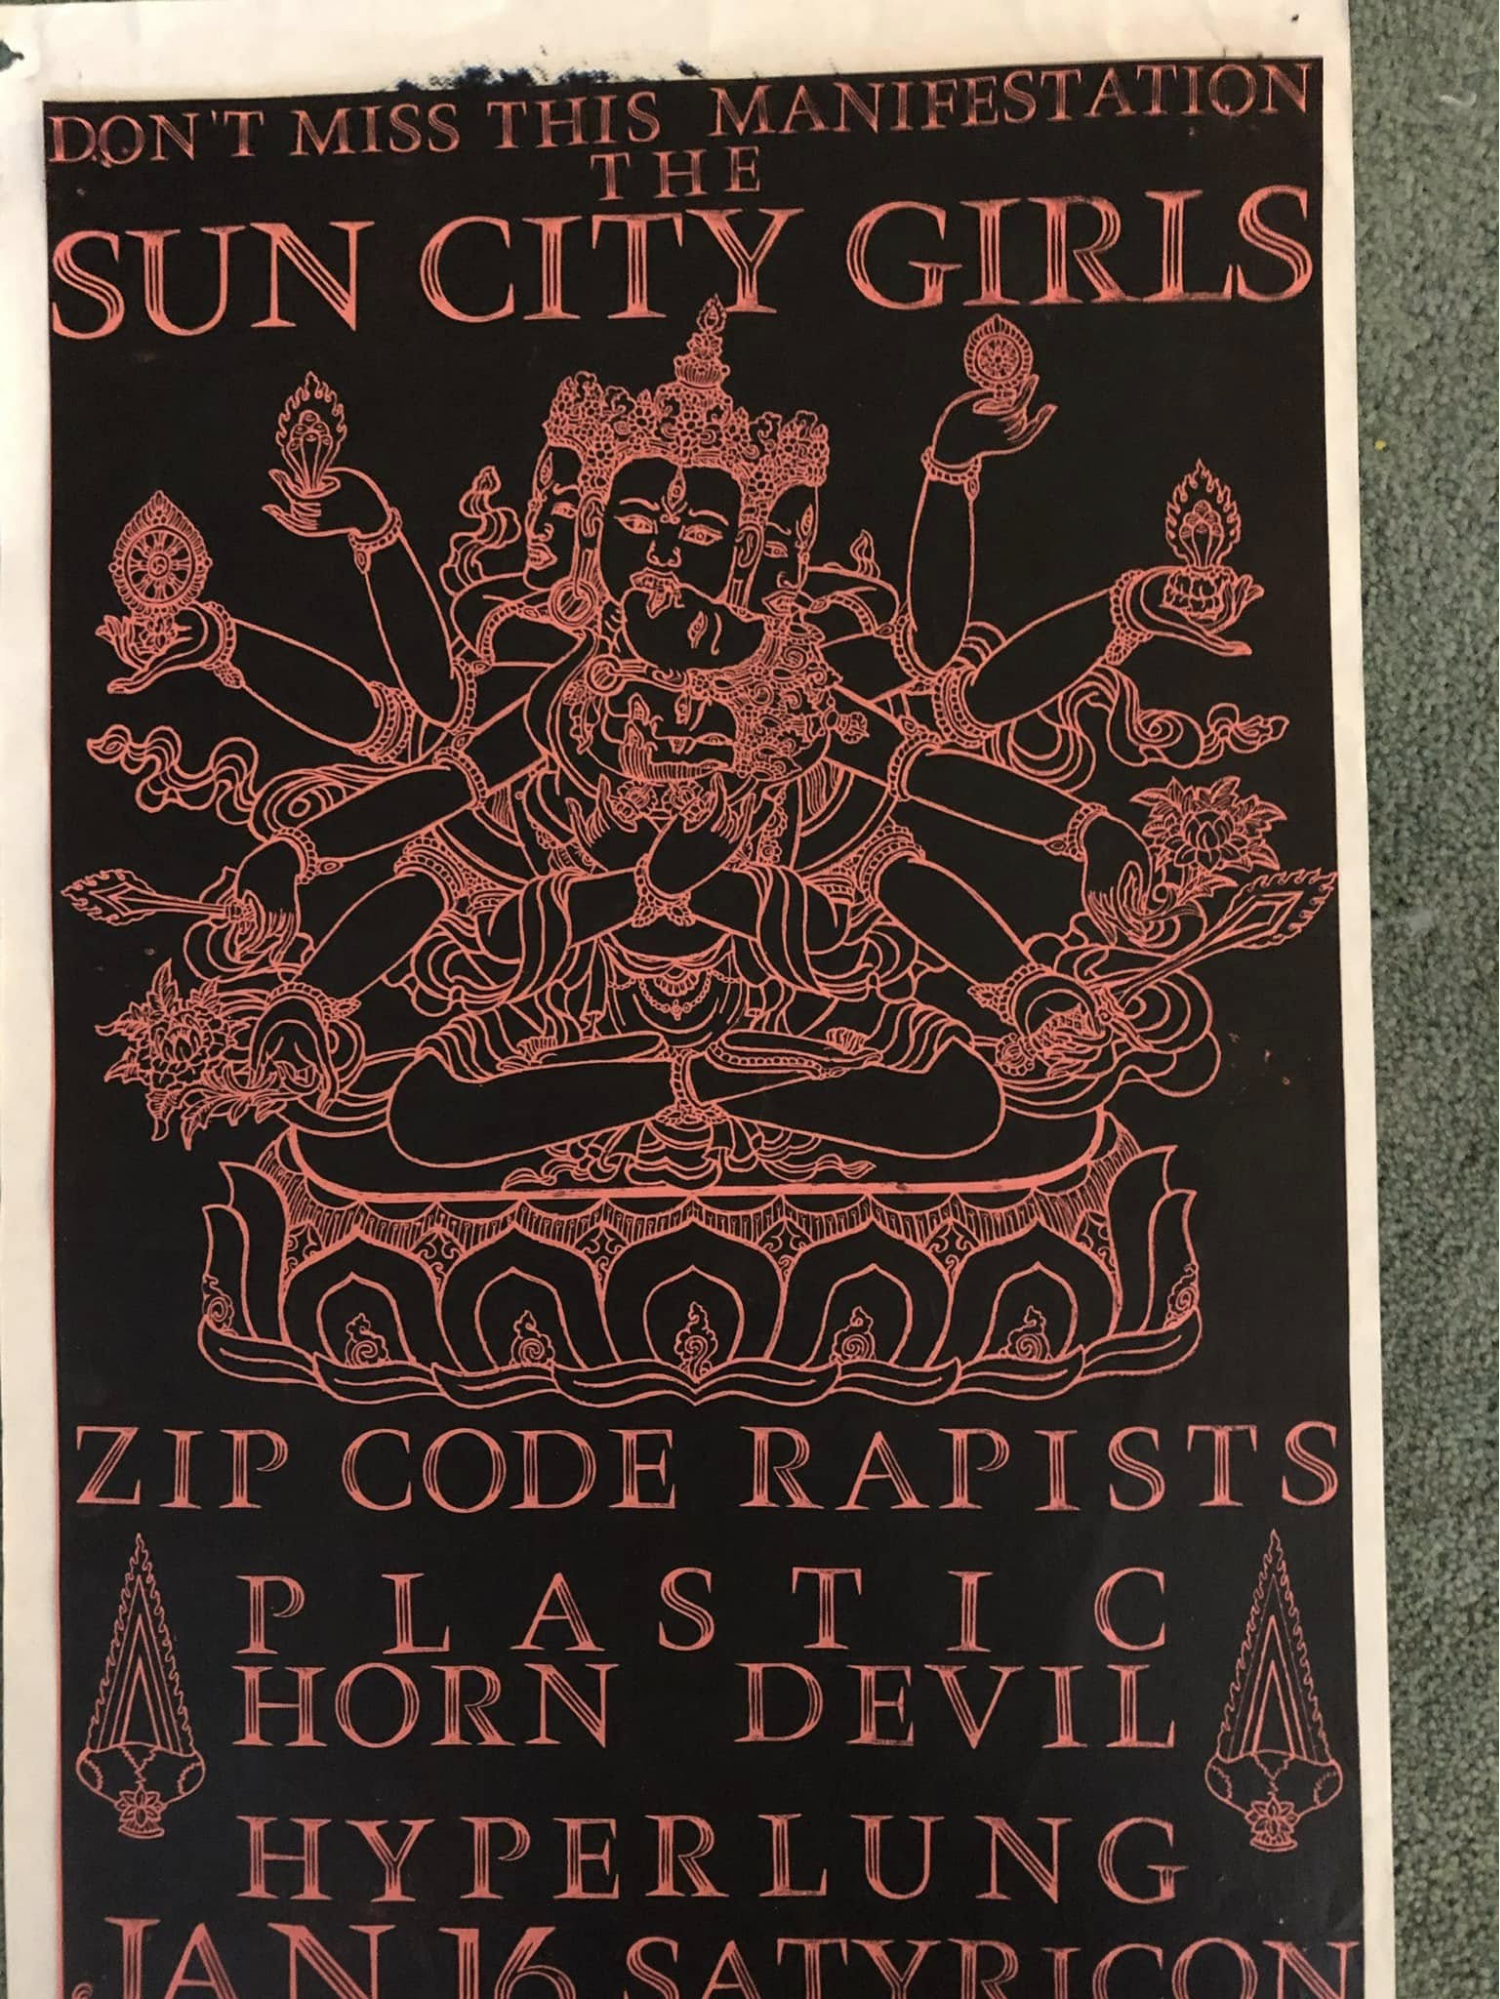 DON'T MISS THIS MANIFESTATION
THE
SUN CITY GIRLS
ZIP CODE RAPISTS
PLASTIC
HORN DEVIL
HYPERLUNG
JAN 16 SATYRICON